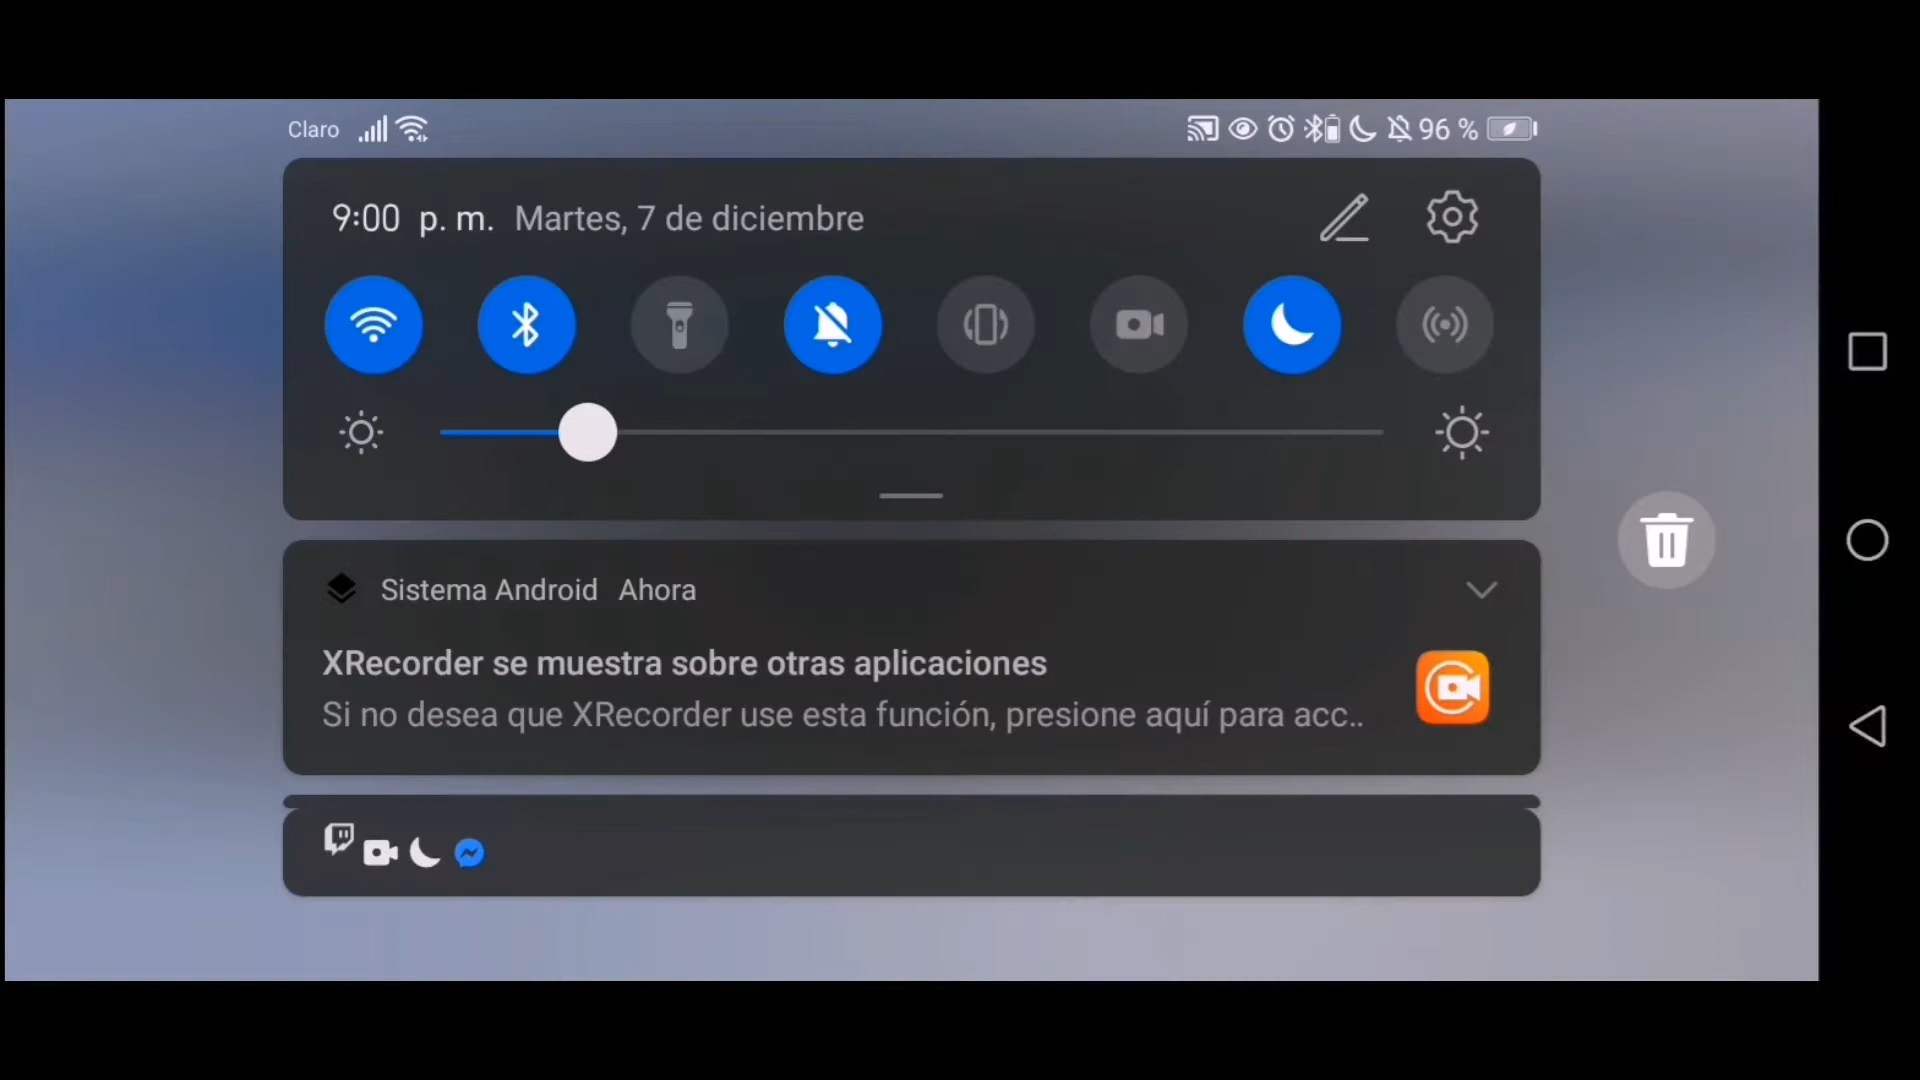 Claro
96 %
9:00 p. m. Martes, 7 de diciembre
Sistema Android Ahora
XRecorder se muestra sobre otras aplicaciones
Si no desea que XRecorder use esta función, presione aquí para acc..